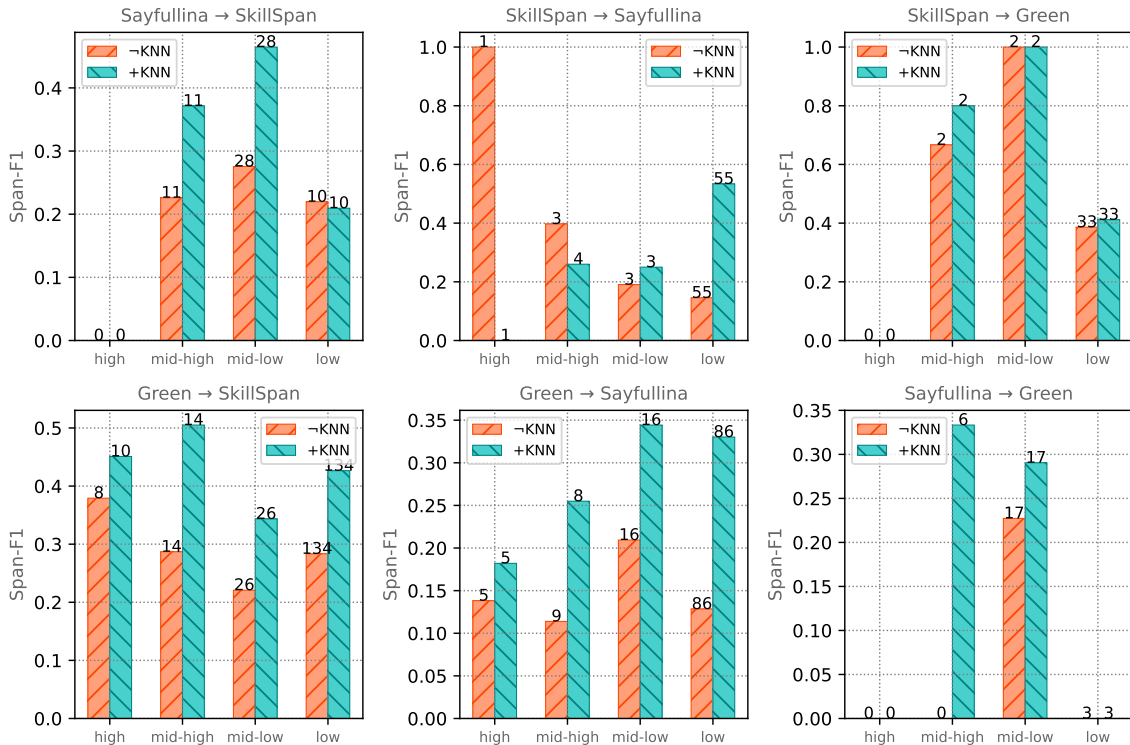 Sayfullina → SkillSpan
Span-F1
0.4
0.3
0.2
0.1
0.0
¬KNN
+KNN
0 0
11 11
28 28
10 10
high mid-high mid-low low
SkillSpan → Sayfullina
Span-F1
1.0
0.8
0.6
0.4
0.2
0.0
¬KNN
+KNN
1 1
3 4
3 3
55 55
high mid-high mid-low low
SkillSpan → Green
Span-F1
1.0
0.8
0.6
0.4
0.2
0.0
¬KNN
+KNN
0 0
2 2
2 2
33 33
high mid-high mid-low low
Green → SkillSpan
Span-F1
0.5
0.4
0.3
0.2
0.1
0.0
¬KNN
+KNN
8 10
14 14
26 26
134 134
high mid-high mid-low low
Green → Sayfullina
Span-F1
0.35
0.30
0.25
0.20
0.15
0.10
0.05
0.00
¬KNN
+KNN
5 5
9 8
16 16
86 86
high mid-high mid-low low
Sayfullina → Green
Span-F1
0.35
0.30
0.25
0.20
0.15
0.10
0.05
0.00
¬KNN
+KNN
0 0
0 6
17 17
3 3
high mid-high mid-low low